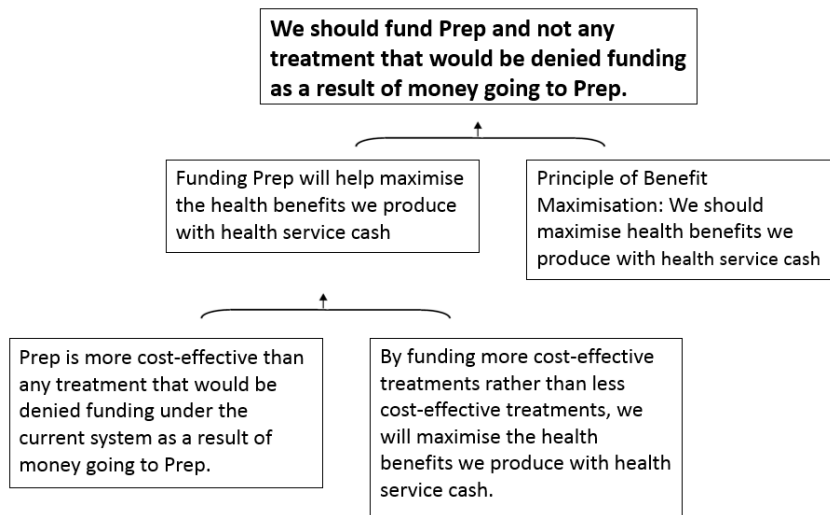 We should fund Prep and not any
treatment that would be denied funding
as a result of money going to Prep.
Funding Prep will help maximise
the health benefits we produce
with health service cash
Principle of Benefit
Maximisation: We should
maximise health benefits we
produce with health service cash
Prep is more cost-effective than
any treatment that would be
denied funding under the
current system as a result of
money going to Prep.
By funding more cost-effective
treatments rather than less
cost-effective treatments, we
will maximise the health
benefits we produce with health
service cash.